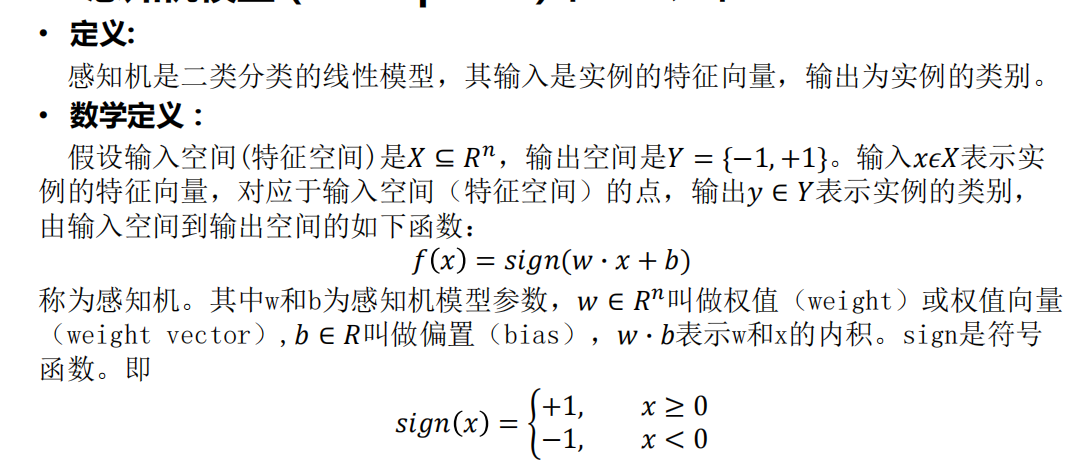 • 定义:
感知机是二类分类的线性模型，其输入是实例的特征向量，输出为实例的类别。
• 数学定义：
假设输入空间(特征空间)是X ⊆ Rⁿ，输出空间是Y = {−1, +1}。输入xϵX表示实
例的特征向量，对应于输入空间（特征空间）的点，输出y ∈ Y表示实例的类别，
由输入空间到输出空间的如下函数：
f(x) = sign(w · x + b)
称为感知机。其中w和b为感知机模型参数，w ∈ Rⁿ叫做权值（weight）或权值向量
（weight vector）, b ∈ R叫做偏置（bias），w · b表示w和x的内积。sign是符号
函数。即
sign(x) = { +1, x ≥ 0
−1, x < 0